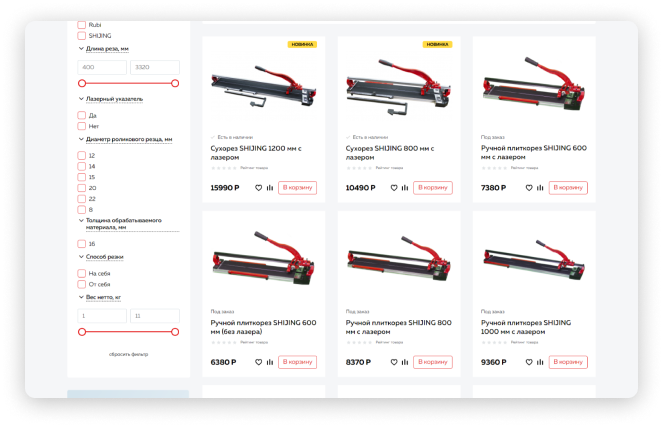 Rubi
SHIJING
Длина реза, мм
400
3320
Лазерный указатель
Да
Нет
Диаметр роликового резца, мм
12
14
15
20
22
8
Толщина обрабатываемого
материала, мм
16
Способ резки
На себя
От себя
Вес нетто, кг
1
11
сбросить фильтр
НОВИНКА
Есть в наличии
Сухорез SHIJING 1200 мм с
лазером
Рейтинг товара
15990 Р
В корзину
НОВИНКА
Есть в наличии
Сухорез SHIJING 800 мм с
лазером
Рейтинг товара
10490 Р
В корзину
Под заказ
Ручной плиткорез SHIJING 600
мм с лазером
Рейтинг товара
7380 Р
В корзину
Под заказ
Ручной плиткорез SHIJING 600
мм (без лазера)
Рейтинг товара
6380 Р
В корзину
Под заказ
Ручной плиткорез SHIJING 800
мм с лазером
Рейтинг товара
8370 Р
В корзину
Под заказ
Ручной плиткорез SHIJING
1000 мм с лазером
Рейтинг товара
9360 Р
В корзину